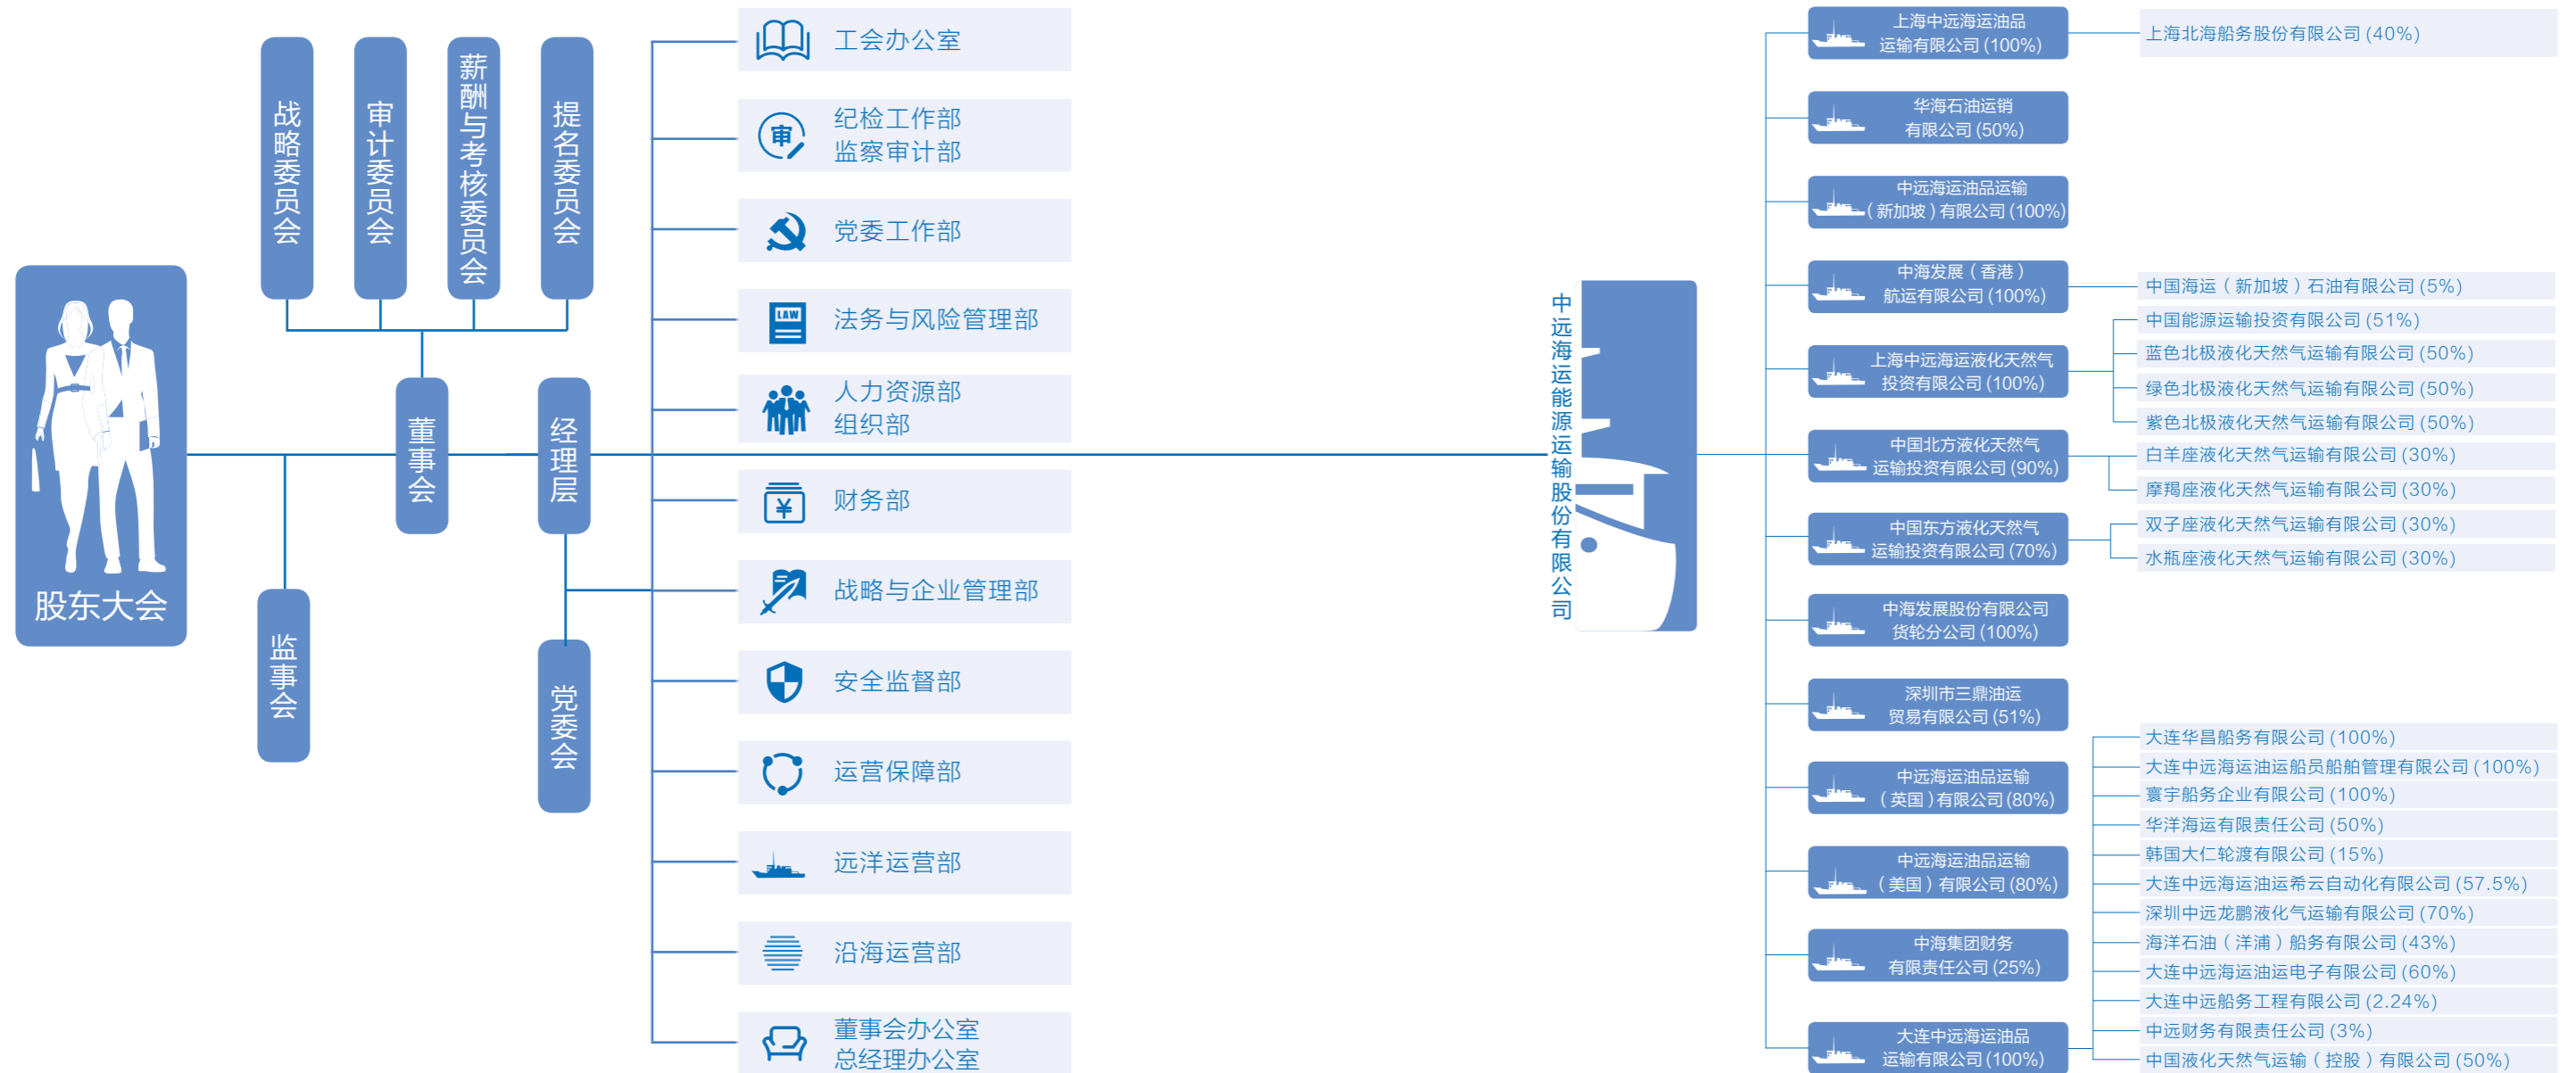 战略委员会
审计委员会
薪酬与考核委员会
提名委员会
股东大会
监事会
董事会
经理层
党委会
工会办公室
审
纪检工作部
监察审计部
党委工作部
LAW
法务与风险管理部
人力资源部
组织部
¥
财务部
战略与企业管理部
安全监督部
运营保障部
远洋运营部
沿海运营部
董事会办公室
总经理办公室
中远海运能源运输股份有限公司
上海中远海运油品
运输有限公司 (100%)
上海北海船务股份有限公司 (40%)
华海石油运销
有限公司 (50%)
中远海运油品运输
（新加坡）有限公司 (100%)
中海发展（香港）
航运有限公司 (100%)
中国海运（新加坡）石油有限公司 (5%)
上海中远海运液化天然气
投资有限公司 (100%)
中国能源运输投资有限公司 (51%)
蓝色北极液化天然气运输有限公司 (50%)
绿色北极液化天然气运输有限公司 (50%)
紫色北极液化天然气运输有限公司 (50%)
中国北方液化天然气
运输投资有限公司 (90%)
白羊座液化天然气运输有限公司 (30%)
摩羯座液化天然气运输有限公司 (30%)
中国东方液化天然气
运输投资有限公司 (70%)
双子座液化天然气运输有限公司 (30%)
水瓶座液化天然气运输有限公司 (30%)
中海发展股份有限公司
货轮分公司 (100%)
深圳市三鼎油运
贸易有限公司 (51%)
中远海运油品运输
（英国）有限公司 (80%)
中远海运油品运输
（美国）有限公司 (80%)
中海集团财务
有限责任公司 (25%)
大连中远海运油品
运输有限公司 (100%)
大连华昌船务有限公司 (100%)
大连中远海运油运船员船舶管理有限公司 (100%)
寰宇船务企业有限公司 (100%)
华洋海运有限责任公司 (50%)
韩国大仁轮渡有限公司 (15%)
大连中远海运油运希云自动化有限公司 (57.5%)
深圳中远龙鹏液化气运输有限公司 (70%)
海洋石油（洋浦）船务有限公司 (43%)
大连中远海运油运电子有限公司 (60%)
大连中远船务工程有限公司 (2.24%)
中远财务有限责任公司 (3%)
中国液化天然气运输（控股）有限公司 (50%)